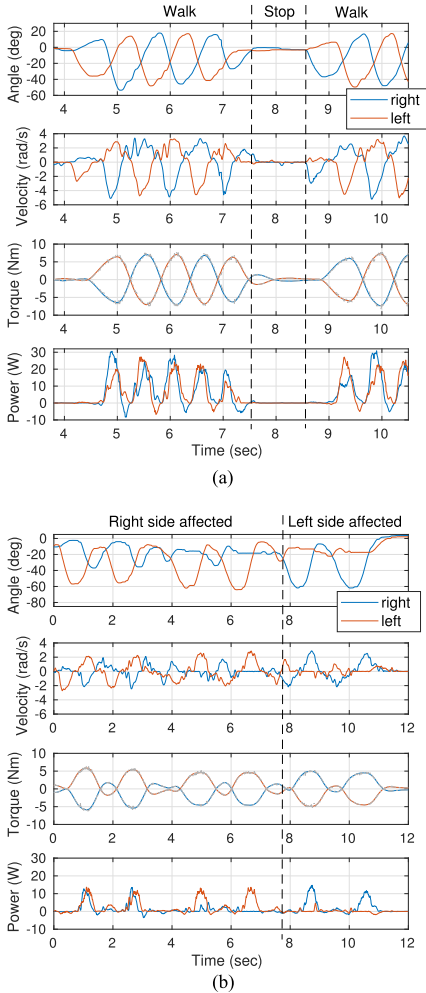 Walk Stop Walk
Angle (deg)
20
0
-20
-40
-60
4 5 6 7 8 9 10
right
left
Velocity (rad/s)
4
2
0
-2
-4
-6
4 5 6 7 8 9 10
Torque (Nm)
10
5
0
-5
-10
4 5 6 7 8 9 10
Power (W)
30
20
10
0
-10
4 5 6 7 8 9 10
Time (sec)
(a)
Right side affected Left side affected
Angle (deg)
0
-20
-40
-60
-80
0 2 4 6 8 10 12
right
left
Velocity (rad/s)
4
2
0
-2
-4
-6
0 2 4 6 8 10 12
Torque (Nm)
10
5
0
-5
-10
0 2 4 6 8 10 12
Power (W)
30
20
10
0
-10
0 2 4 6 8 10 12
Time (sec)
(b)